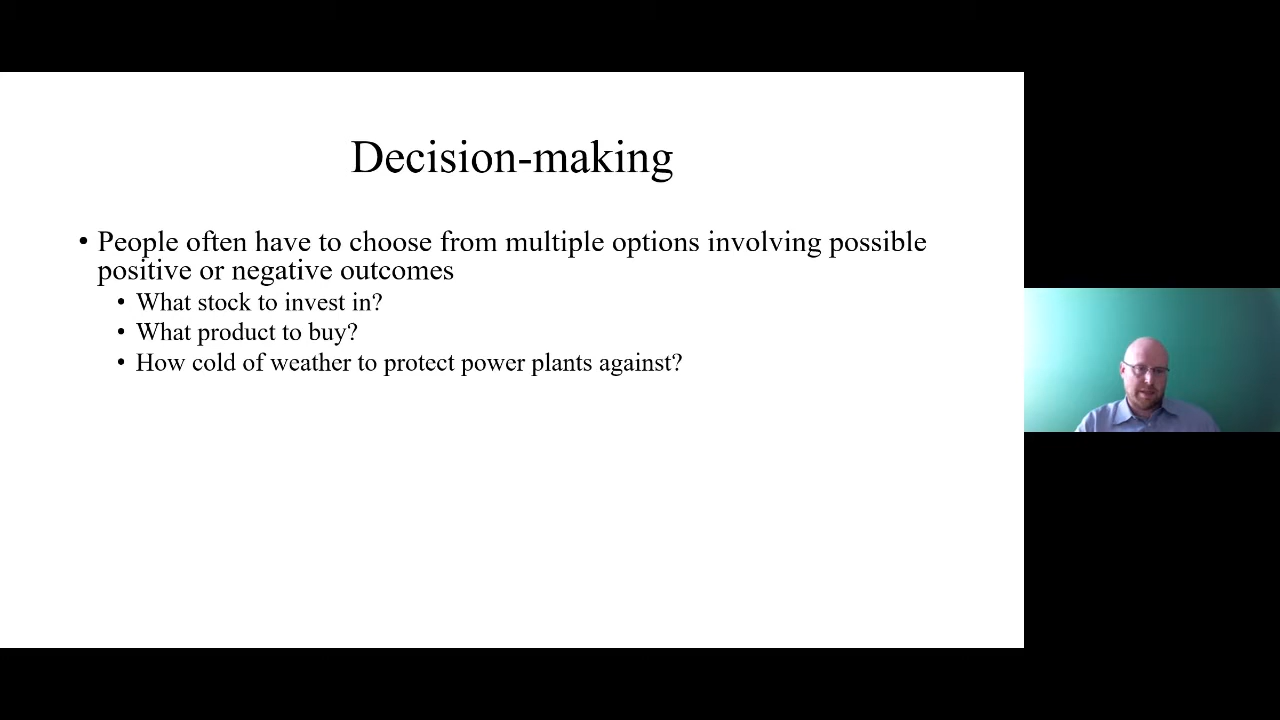 Decision-making
• People often have to choose from multiple options involving possible
positive or negative outcomes
• What stock to invest in?
• What product to buy?
• How cold of weather to protect power plants against?